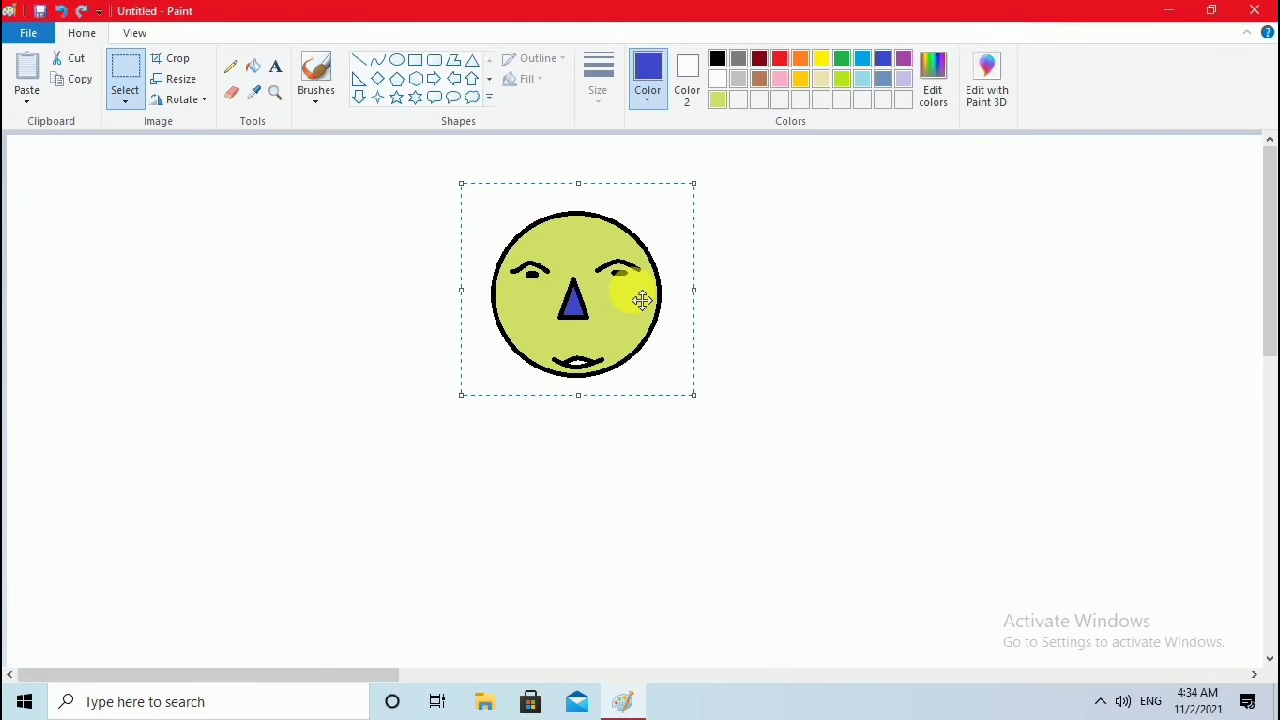 Untitled - Paint
File Home View
Paste
Cut
Copy
Clipboard
Select
Crop
Resize
Rotate
Image
A
Tools
Brushes
Shapes
Outline
Fill
Size
Color
1
Color
2
Edit
colors
Colors
Edit with
Paint 3D
Activate Windows
Go to Settings to activate Windows.
Type here to search
ENG
4:34 AM
11/2/2021